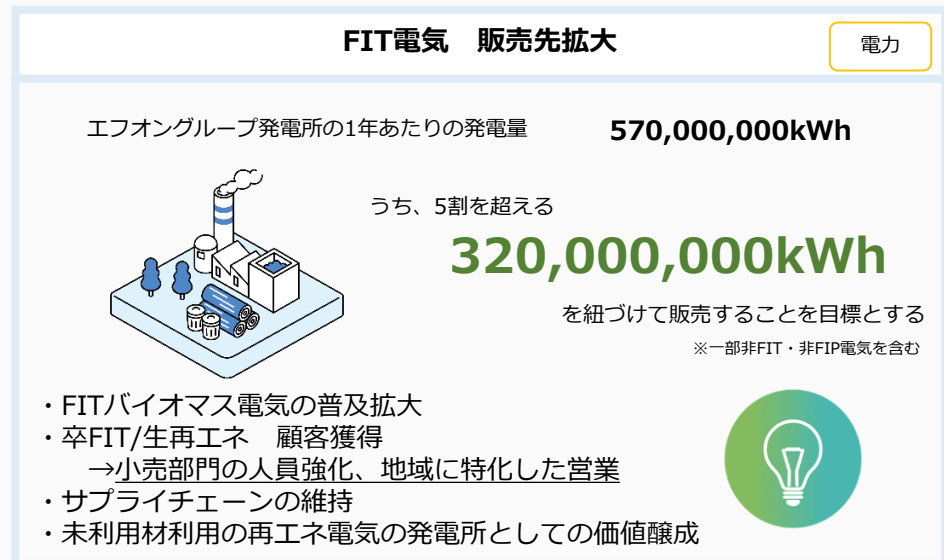 FIT電気　販売先拡大
電力
エフオングループ発電所の1年あたりの発電量　570,000,000kWh
うち、5割を超える
320,000,000kWh
を紐づけて販売することを目標とする
※一部非FIT・非FIP電気を含む
・FITバイオマス電気の普及拡大
・卒FIT/生再エネ　顧客獲得
→小売部門の人員強化、地域に特化した営業
・サプライチェーンの維持
・未利用材利用の再エネ電気の発電所としての価値醸成